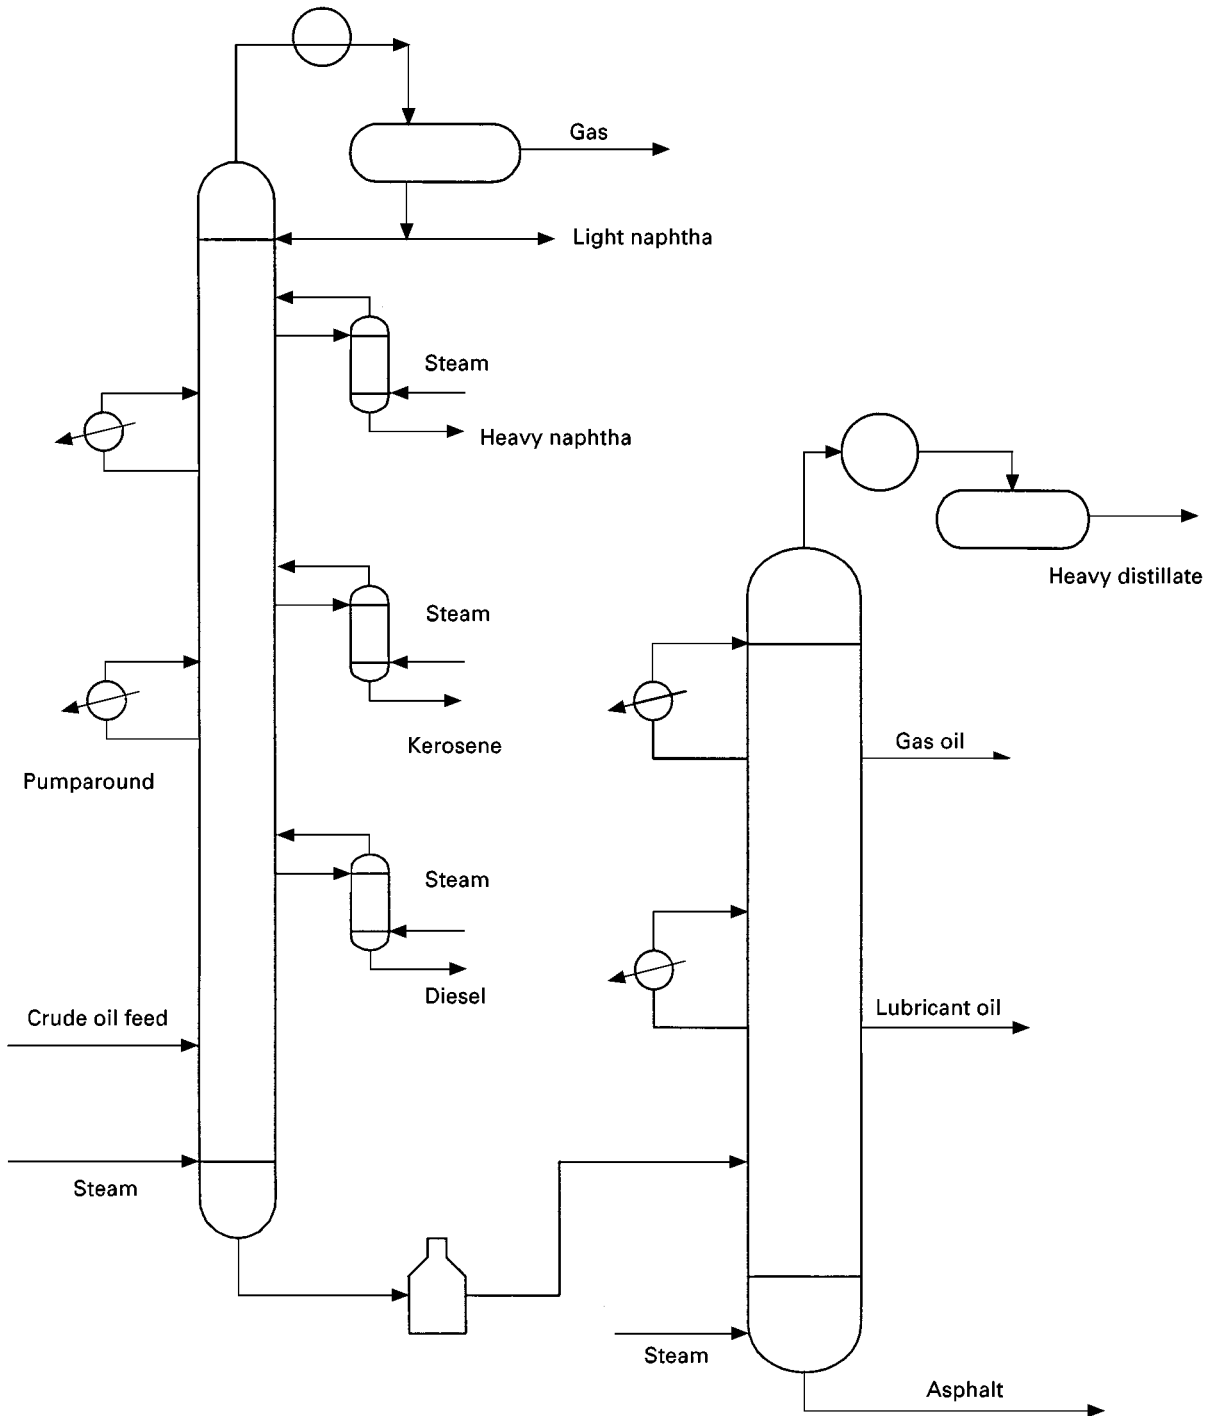 Gas
Light naphtha
Steam
Heavy naphtha
Heavy distillate
Steam
Gas oil
Kerosene
Pumparound
Steam
Diesel
Lubricant oil
Crude oil feed
Steam
Steam
Asphalt